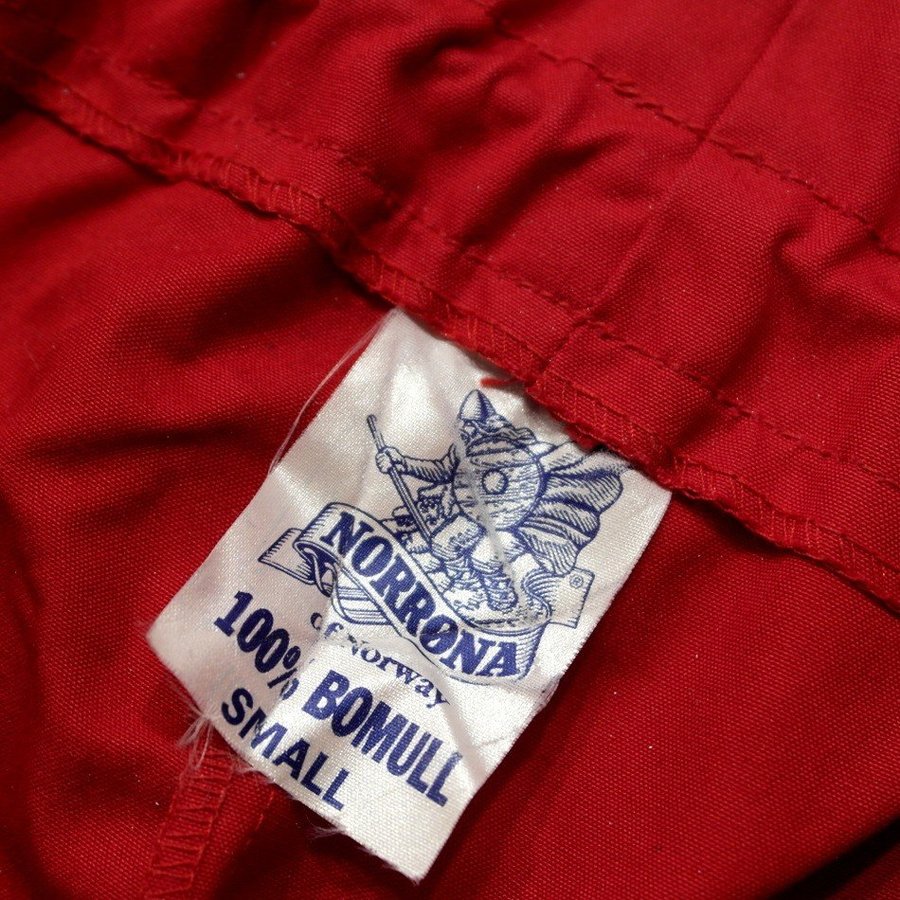 NORRØNA
®
of Norway
100% BOMULL
SMALL